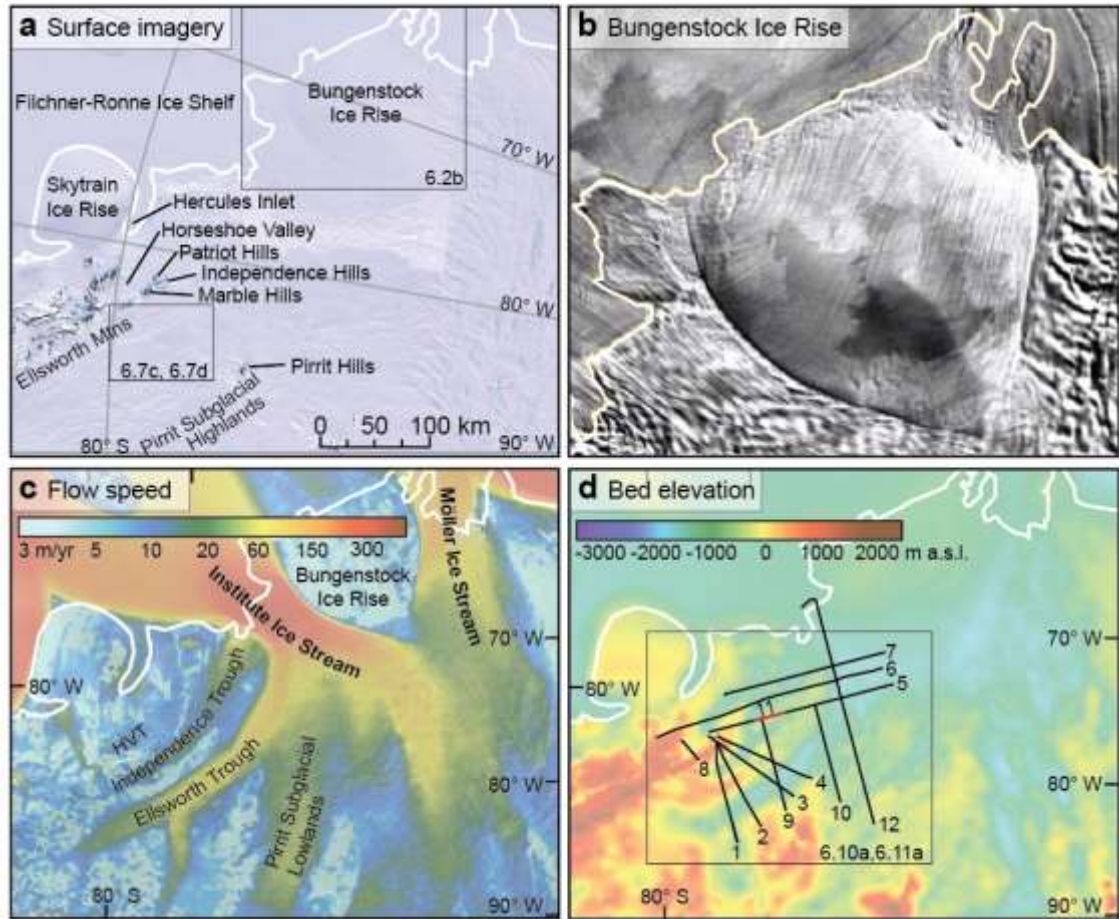 a Surface imagery
Filchner-Ronne Ice Shelf
Bungenstock
Ice Rise
70° W
6.2b
Skytrain
Ice Rise
Hercules Inlet
Horseshoe Valley
Patriot Hills
Independence Hills
Marble Hills
80° W
Ellsworth Mtns
6.7c, 6.7d
Pirrit Hills
Pirrit Subglacial
Highlands
0 50 100 km
80° S
90° W
b Bungenstock Ice Rise
c Flow speed
3 m/yr 5 10 20 60 150 300
Möller Ice Stream
Bungenstock
Ice Rise
Institute Ice Stream
70° W
80° W
HVT
Independence Trough
Ellsworth Trough
Pirrit Subglacial
Lowlands
80° W
80° S
90° W
d Bed elevation
-3000 -2000 -1000 0 1000 2000 m a.s.l.
70° W
7
6
80° W
5
11
8
4
3
80° W
10
9
2
12
1
6.10a,6.11a
80° S
90° W